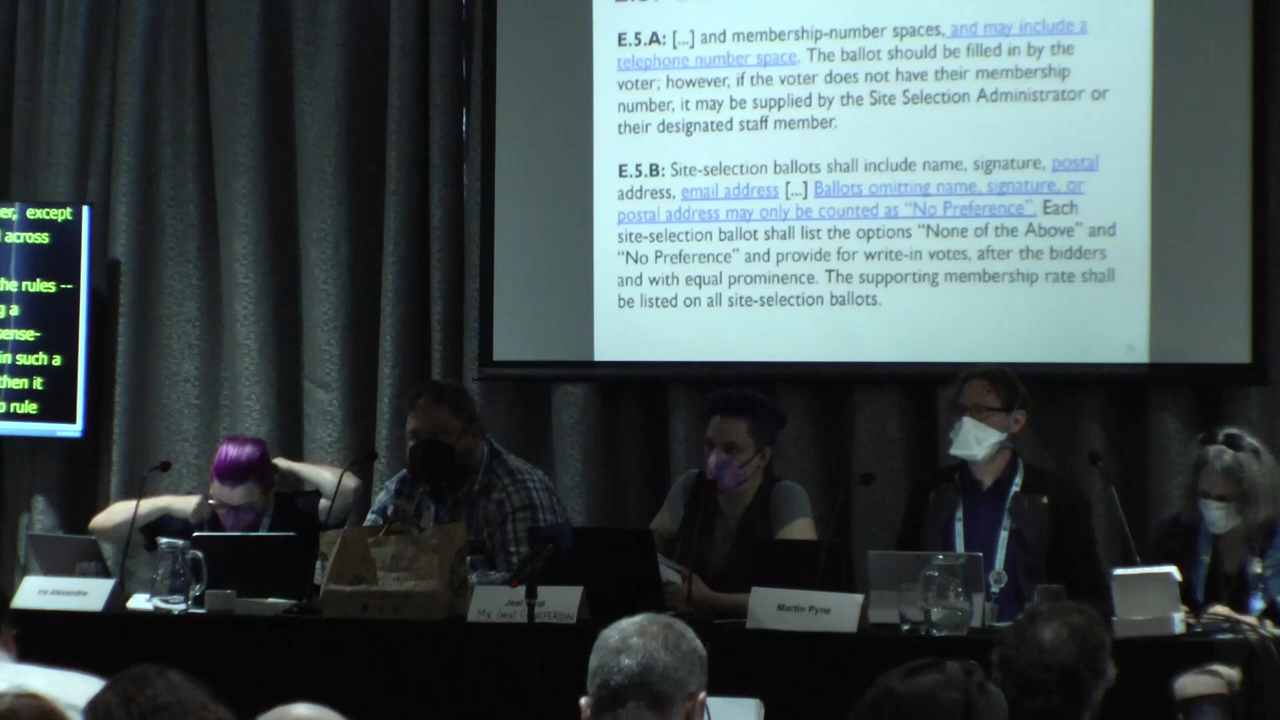 E.5.A: [...] and membership-number spaces, and may include a
telephone number space. The ballot should be filled in by the
voter; however, if the voter does not have their membership
number, it may be supplied by the Site Selection Administrator or
their designated staff member.
E.5.B: Site-selection ballots shall include name, signature, postal
address, email address [...] Ballots omitting name, signature, or
postal address may only be counted as “No Preference”. Each
site-selection ballot shall list the options “None of the Above” and
“No Preference” and provide for write-in votes, after the bidders
and with equal prominence. The supporting membership rate shall
be listed on all site-selection ballots.
er, except
across
the rules --
g a
sense-
in such a
then it
rule
Iris Alexandre
CHEPERSON
Martin Pyne